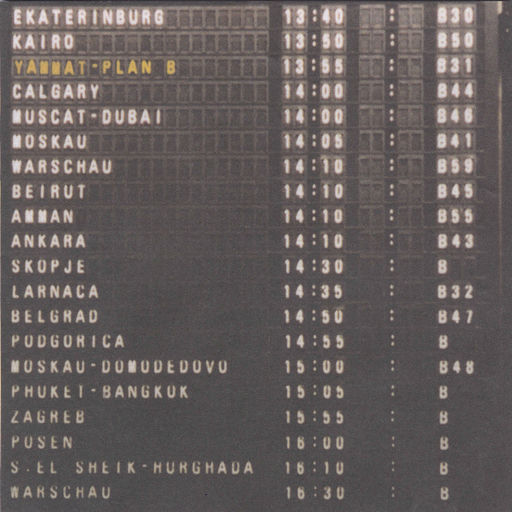 EKATERINBURG 13:40 : B30
KAIRO 13:50 : B50
YAMMAT-PLAN B 13:55 : B31
CALGARY 14:00 : B44
MUSCAT-DUBAI 14:00 : B46
MOSKAU 14:05 : B41
WARSCHAU 14:10 : B59
BEIRUT 14:10 : B45
AMMAN 14:10 : B55
ANKARA 14:10 : B43
SKOPJE 14:30 : B
LARNACA 14:35 : B32
BELGRAD 14:50 : B47
PODGORICA 14:55 : B
MOSKAU-DOMODEDOVO 15:00 : B48
PHUKET-BANGKOK 15:05 : B
ZAGREB 15:55 : B
POSEN 16:00 : B
S.EL SHEIK-HURGHADA 16:10 : B
WARSCHAU 16:30 : B